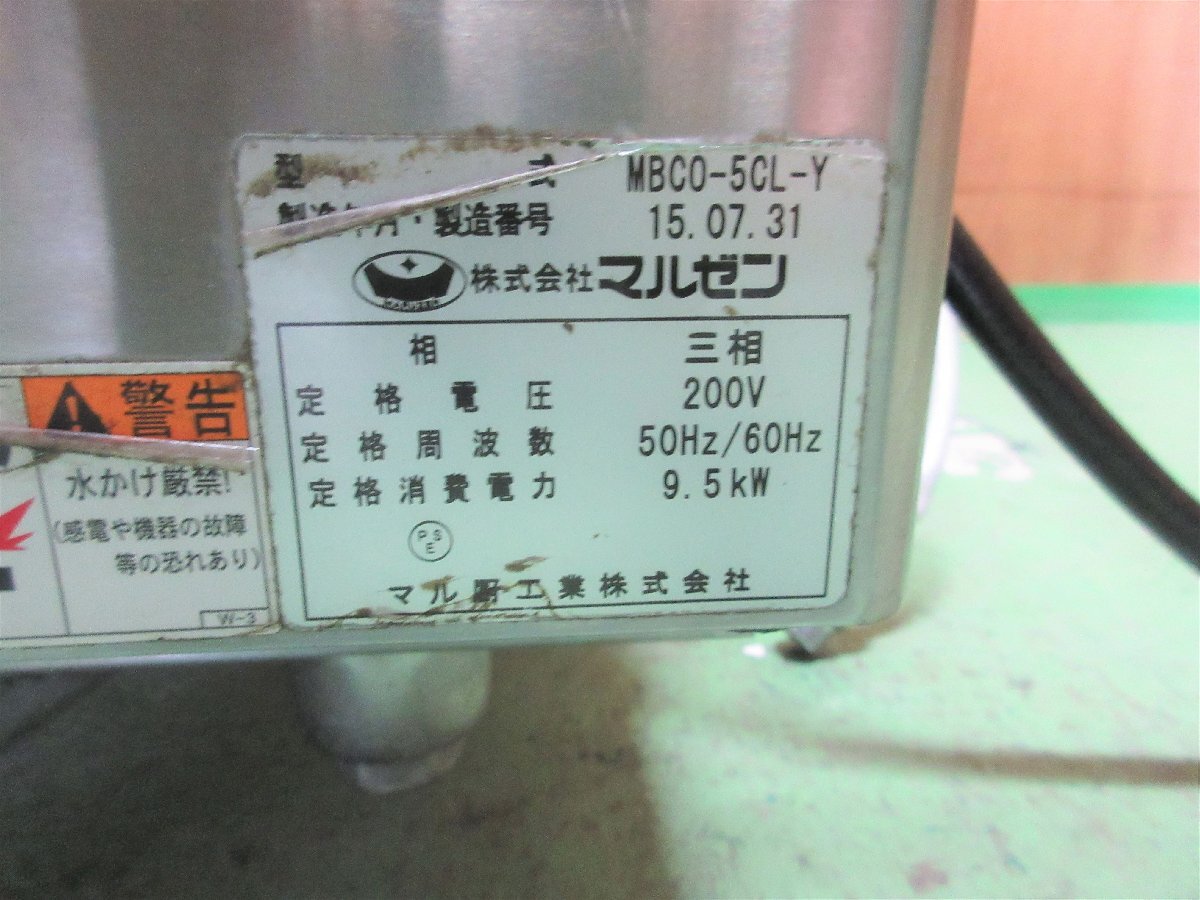 型 式 MBCO-5CL-Y
製造年月・製造番号 15.07.31
株式会社マルゼン
相 三相
定格電圧 200V
定格周波数 50Hz/60Hz
定格消費電力 9.5kW
PSE
マル厨工業株式会社
警告
水かけ厳禁!
(感電や機器の故障
等の恐れあり)
W-3